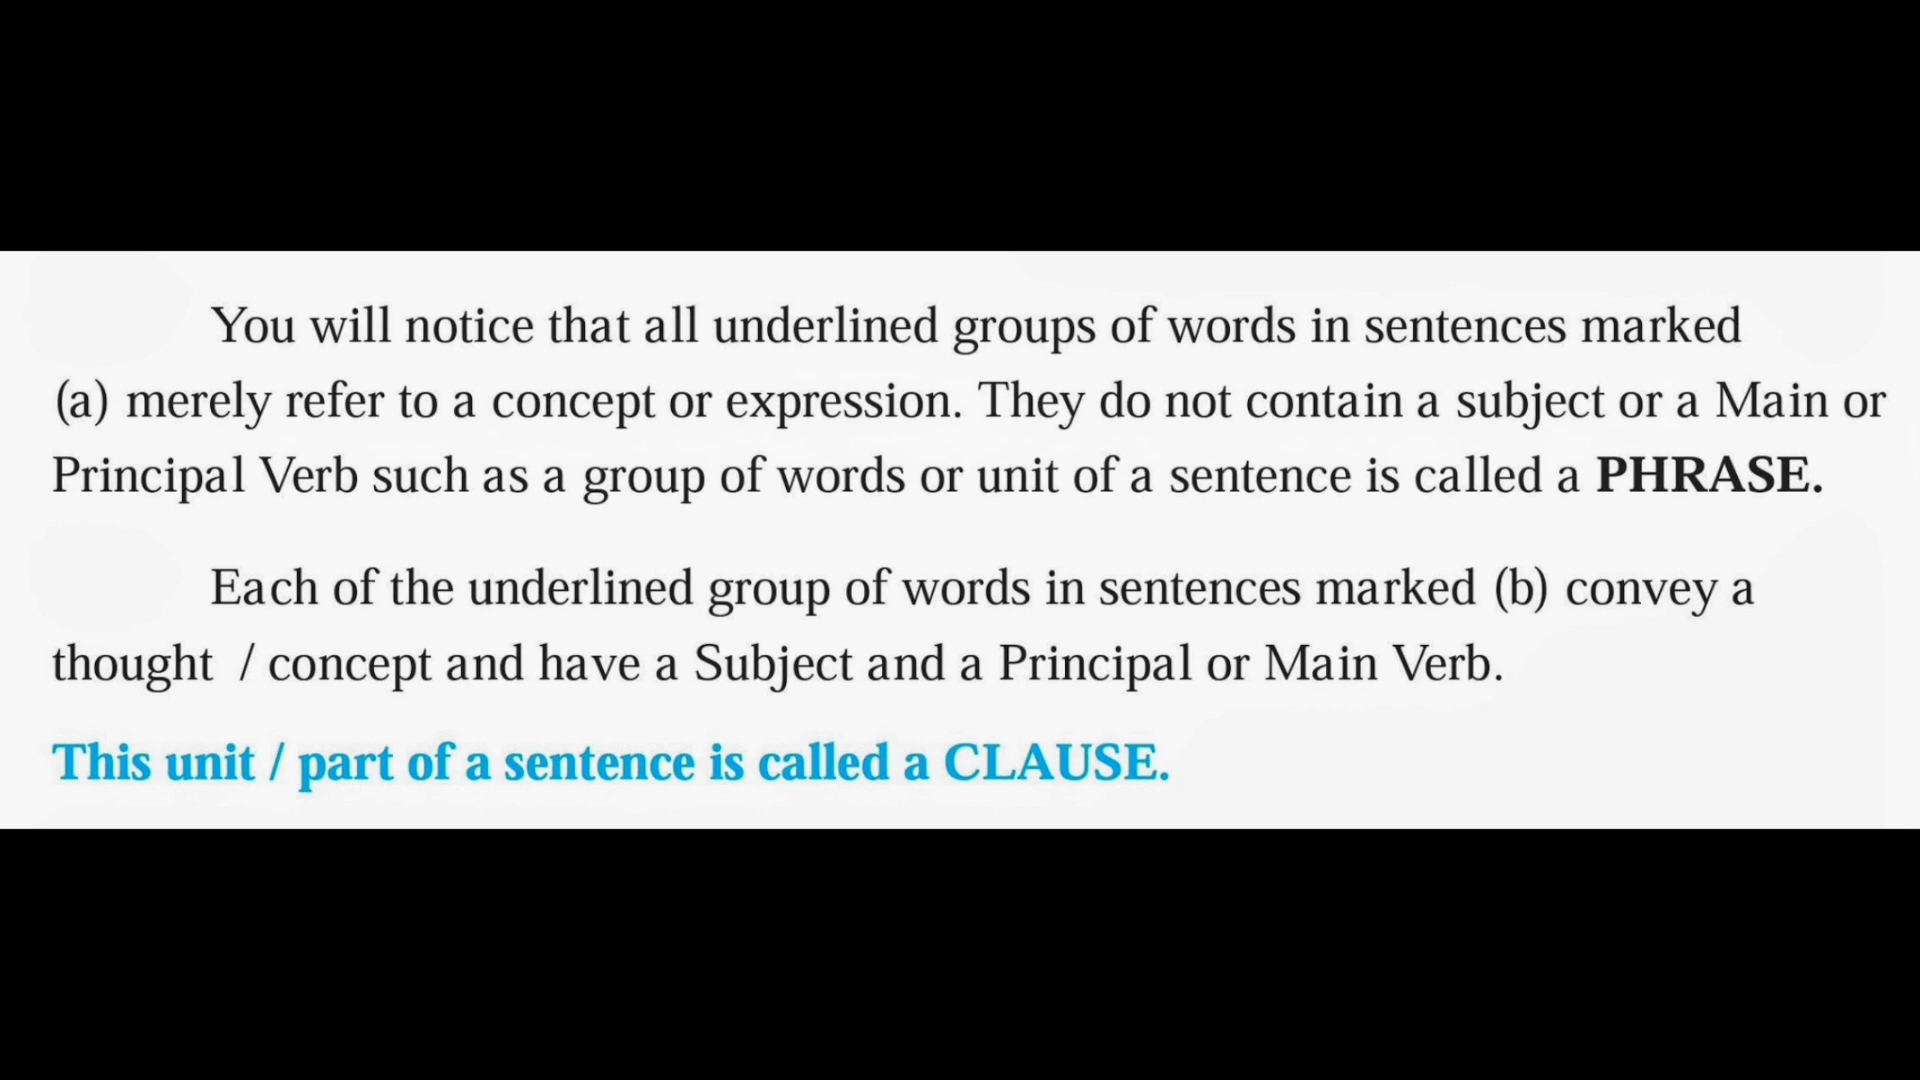 You will notice that all underlined groups of words in sentences marked
(a) merely refer to a concept or expression. They do not contain a subject or a Main or
Principal Verb such as a group of words or unit of a sentence is called a PHRASE.
Each of the underlined group of words in sentences marked (b) convey a
thought / concept and have a Subject and a Principal or Main Verb.
This unit / part of a sentence is called a CLAUSE.